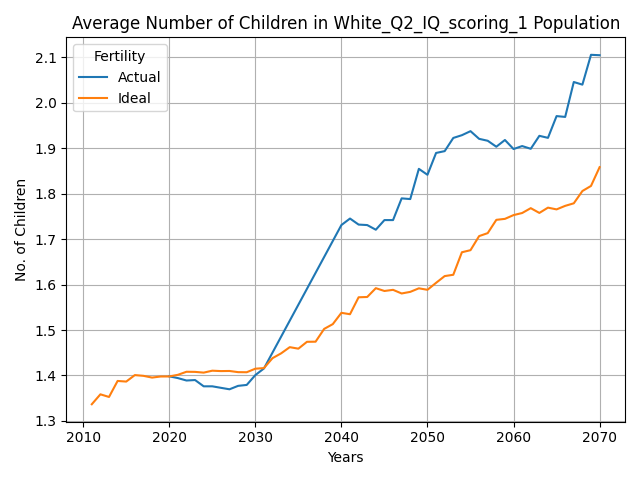 Average Number of Children in White_Q2_IQ_scoring_1 Population
Fertility
Actual
Ideal
No. of Children
2.1
2.0
1.9
1.8
1.7
1.6
1.5
1.4
1.3
2010 2020 2030 2040 2050 2060 2070
Years